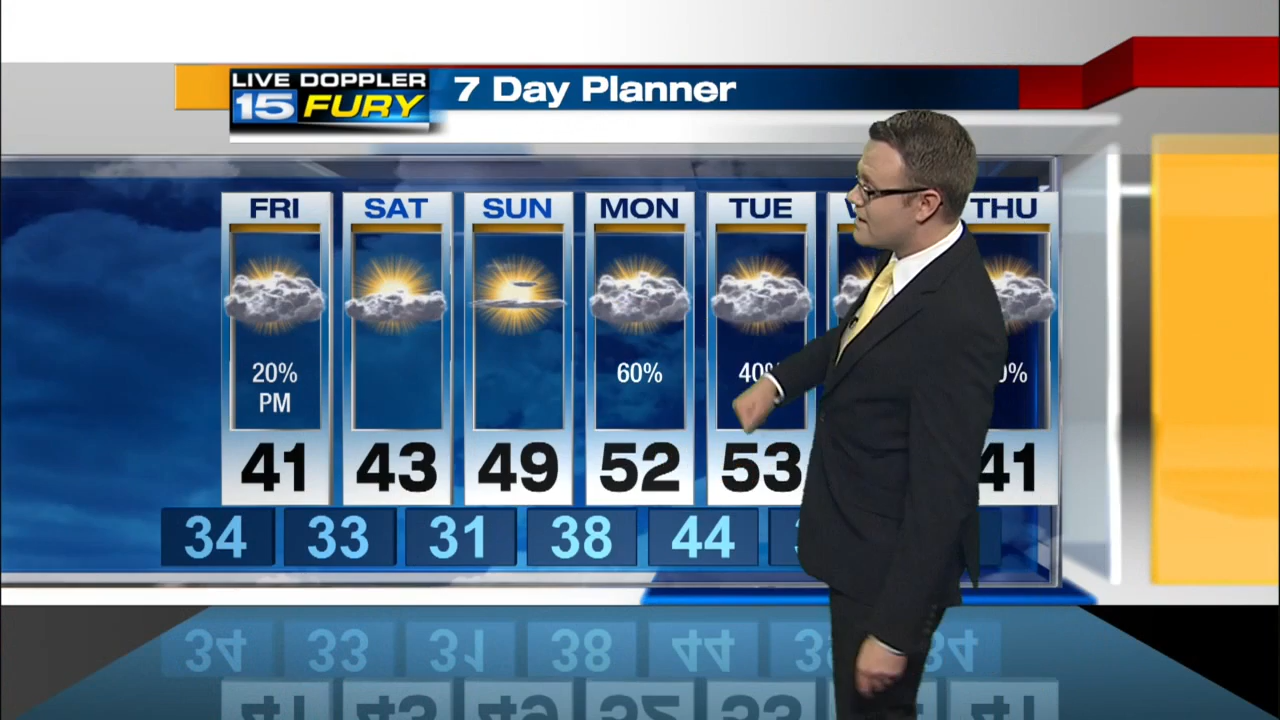 LIVE DOPPLER
15 FURY
7 Day Planner
FRI SAT SUN MON TUE THU
20% 60%
PM
41 43 49 52 53 41
34 33 31 38 44